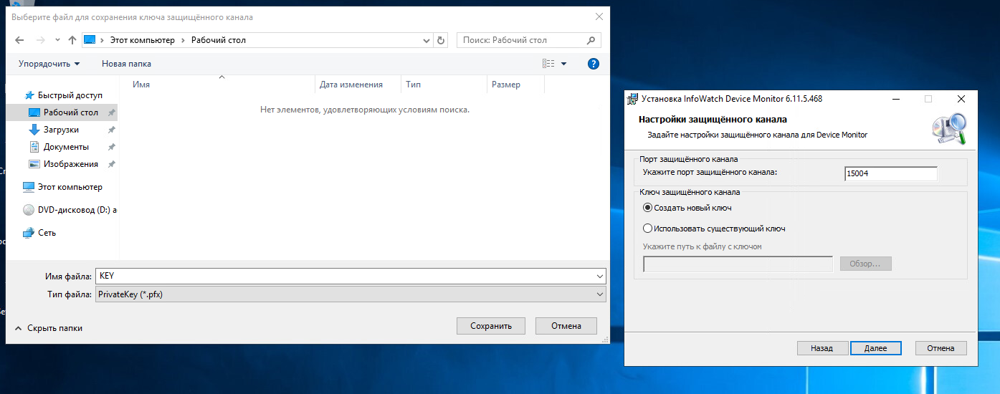 Выберите файл для сохранения ключа защищённого канала
Этот компьютер
Рабочий стол
Поиск: Рабочий стол
Упорядочить
Новая папка
?
Имя
Дата изменения
Тип
Размер
Нет элементов, удовлетворяющих условиям поиска.
Быстрый доступ
Рабочий стол
Загрузки
Документы
Изображения
Этот компьютер
DVD-дисковод (D:) a
Сеть
Имя файла: KEY
Тип файла: PrivateKey (*.pfx)
Скрыть папки
Сохранить
Отмена
Установка InfoWatch Device Monitor 6.11.5.468
Настройки защищённого канала
Задайте настройки защищённого канала для Device Monitor
Порт защищённого канала
Укажите порт защищённого канала: 15004
Ключ защищённого канала
Создать новый ключ
Использовать существующий ключ
Укажите путь к файлу с ключом
Обзор...
Назад
Далее
Отмена